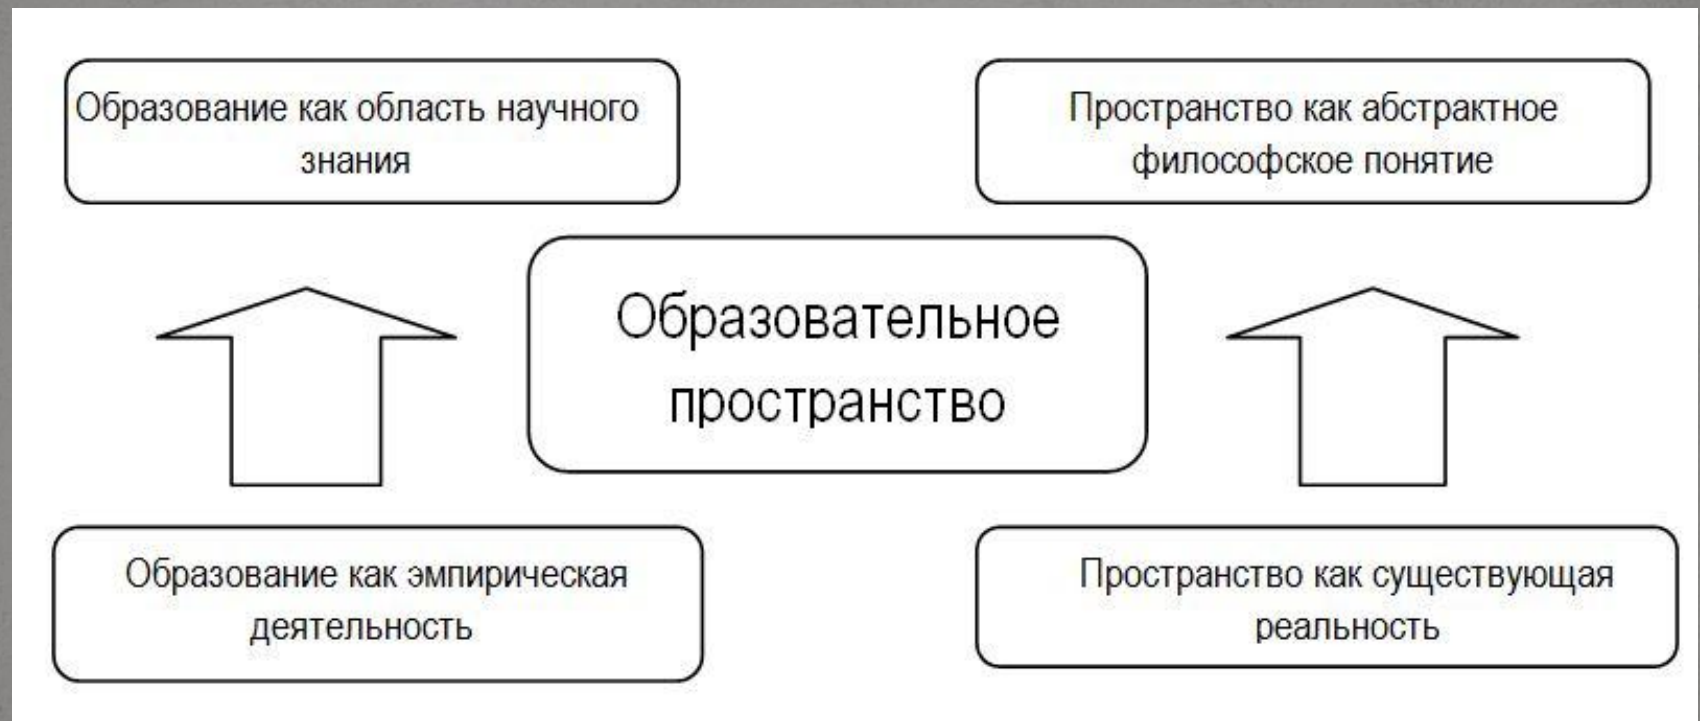 Образование как область научного
знания
Пространство как абстрактное
философское понятие
Образовательное
пространство
Образование как эмпирическая
деятельность
Пространство как существующая
реальность